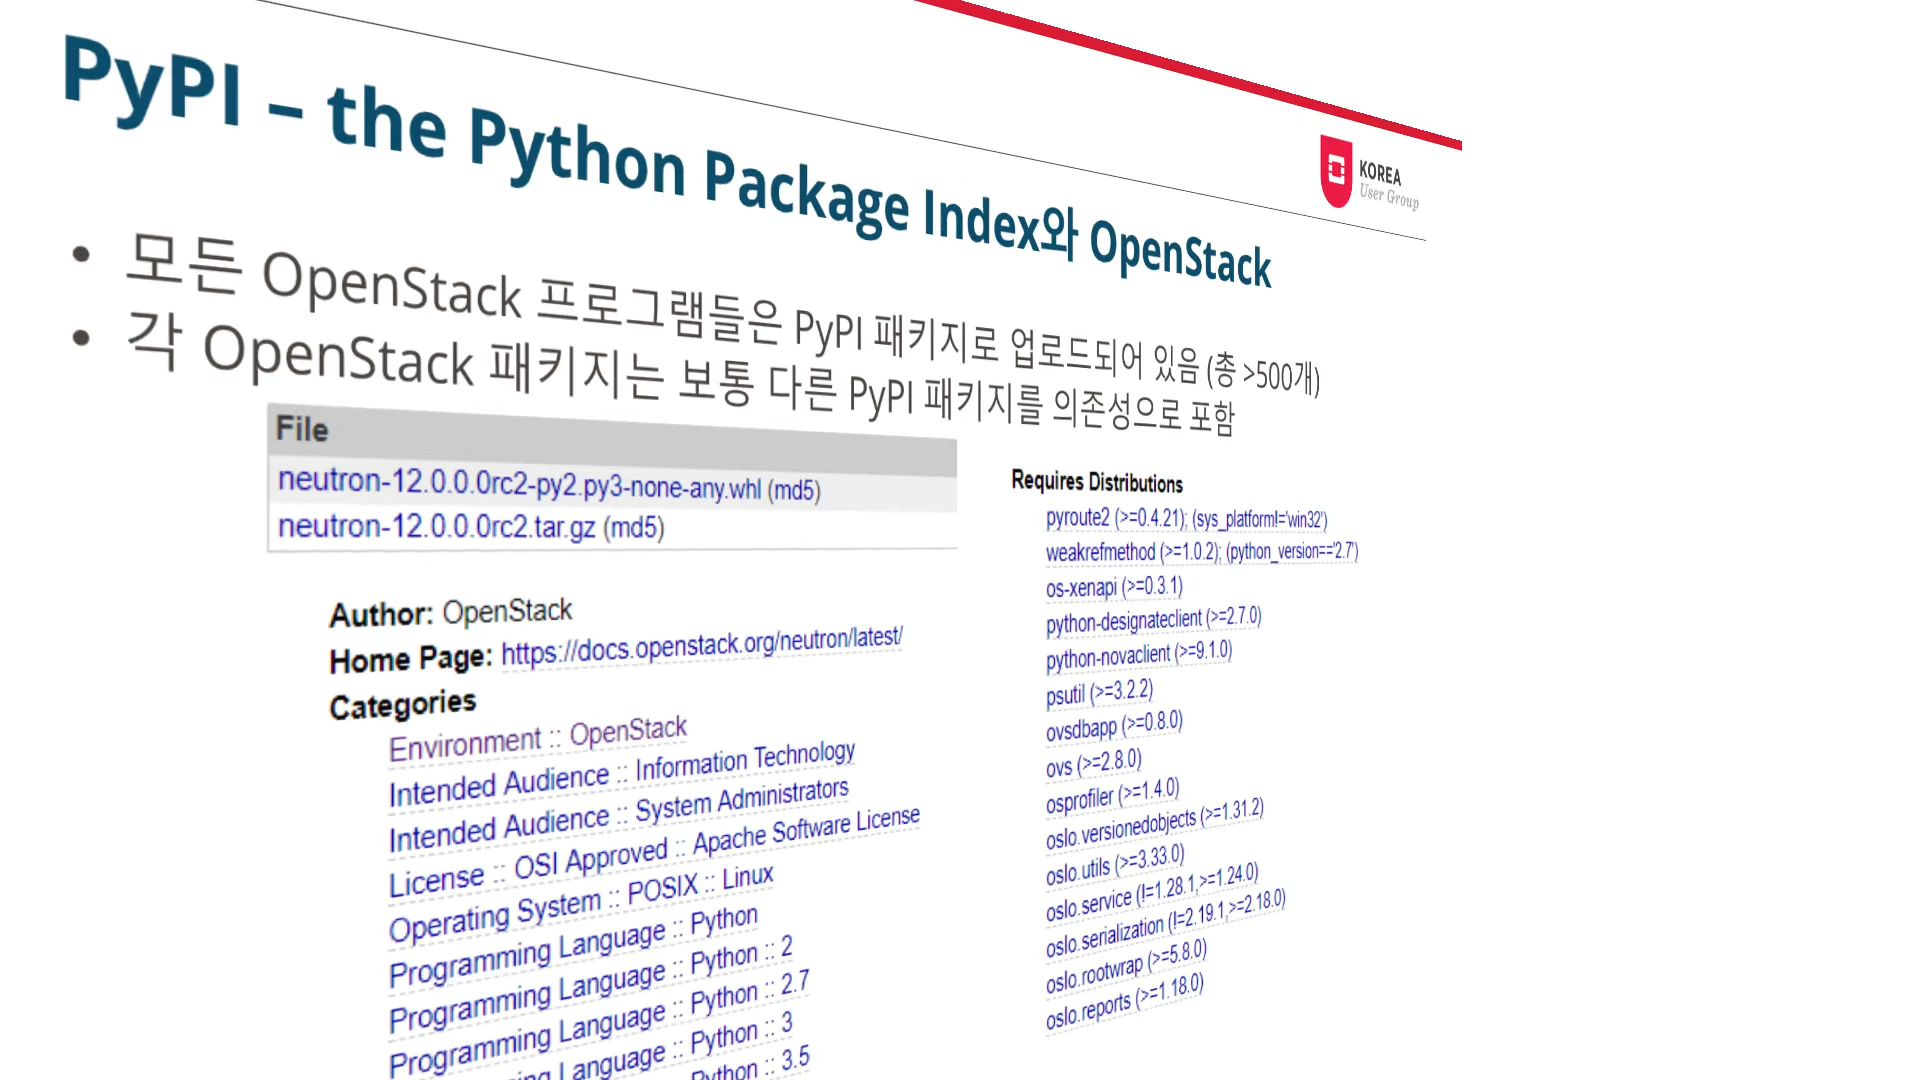 PyPI – the Python Package Index와 OpenStack
KOREA
User Group
• 모든 OpenStack 프로그램들은 PyPI 패키지로 업로드되어 있음 (총 >500개)
• 각 OpenStack 패키지는 보통 다른 PyPI 패키지를 의존성으로 포함
File
neutron-12.0.0.0rc2-py2.py3-none-any.whl (md5)
neutron-12.0.0.0rc2.tar.gz (md5)
Author: OpenStack
Home Page: https://docs.openstack.org/neutron/latest/
Categories
Environment :: OpenStack
Intended Audience :: Information Technology
Intended Audience :: System Administrators
License :: OSI Approved :: Apache Software License
Operating System :: POSIX :: Linux
Programming Language :: Python
Programming Language :: Python :: 2
Programming Language :: Python :: 2.7
Language :: Python :: 3
Python :: 3.5
Requires Distributions
pyroute2 (>=0.4.21); (sys_platform!='win32')
weakrefmethod (>=1.0.2); (python_version=='2.7')
os-xenapi (>=0.3.1)
python-designateclient (>=2.7.0)
python-novaclient (>=9.1.0)
psutil (>=3.2.2)
ovsdbapp (>=0.8.0)
ovs (>=2.8.0)
osprofiler (>=1.4.0)
oslo.versionedobjects (>=1.31.2)
oslo.utils (>=3.33.0)
oslo.service (!=1.28.1,>=1.24.0)
oslo.serialization (!=2.19.1,>=2.18.0)
oslo.rootwrap (>=5.8.0)
oslo.reports (>=1.18.0)